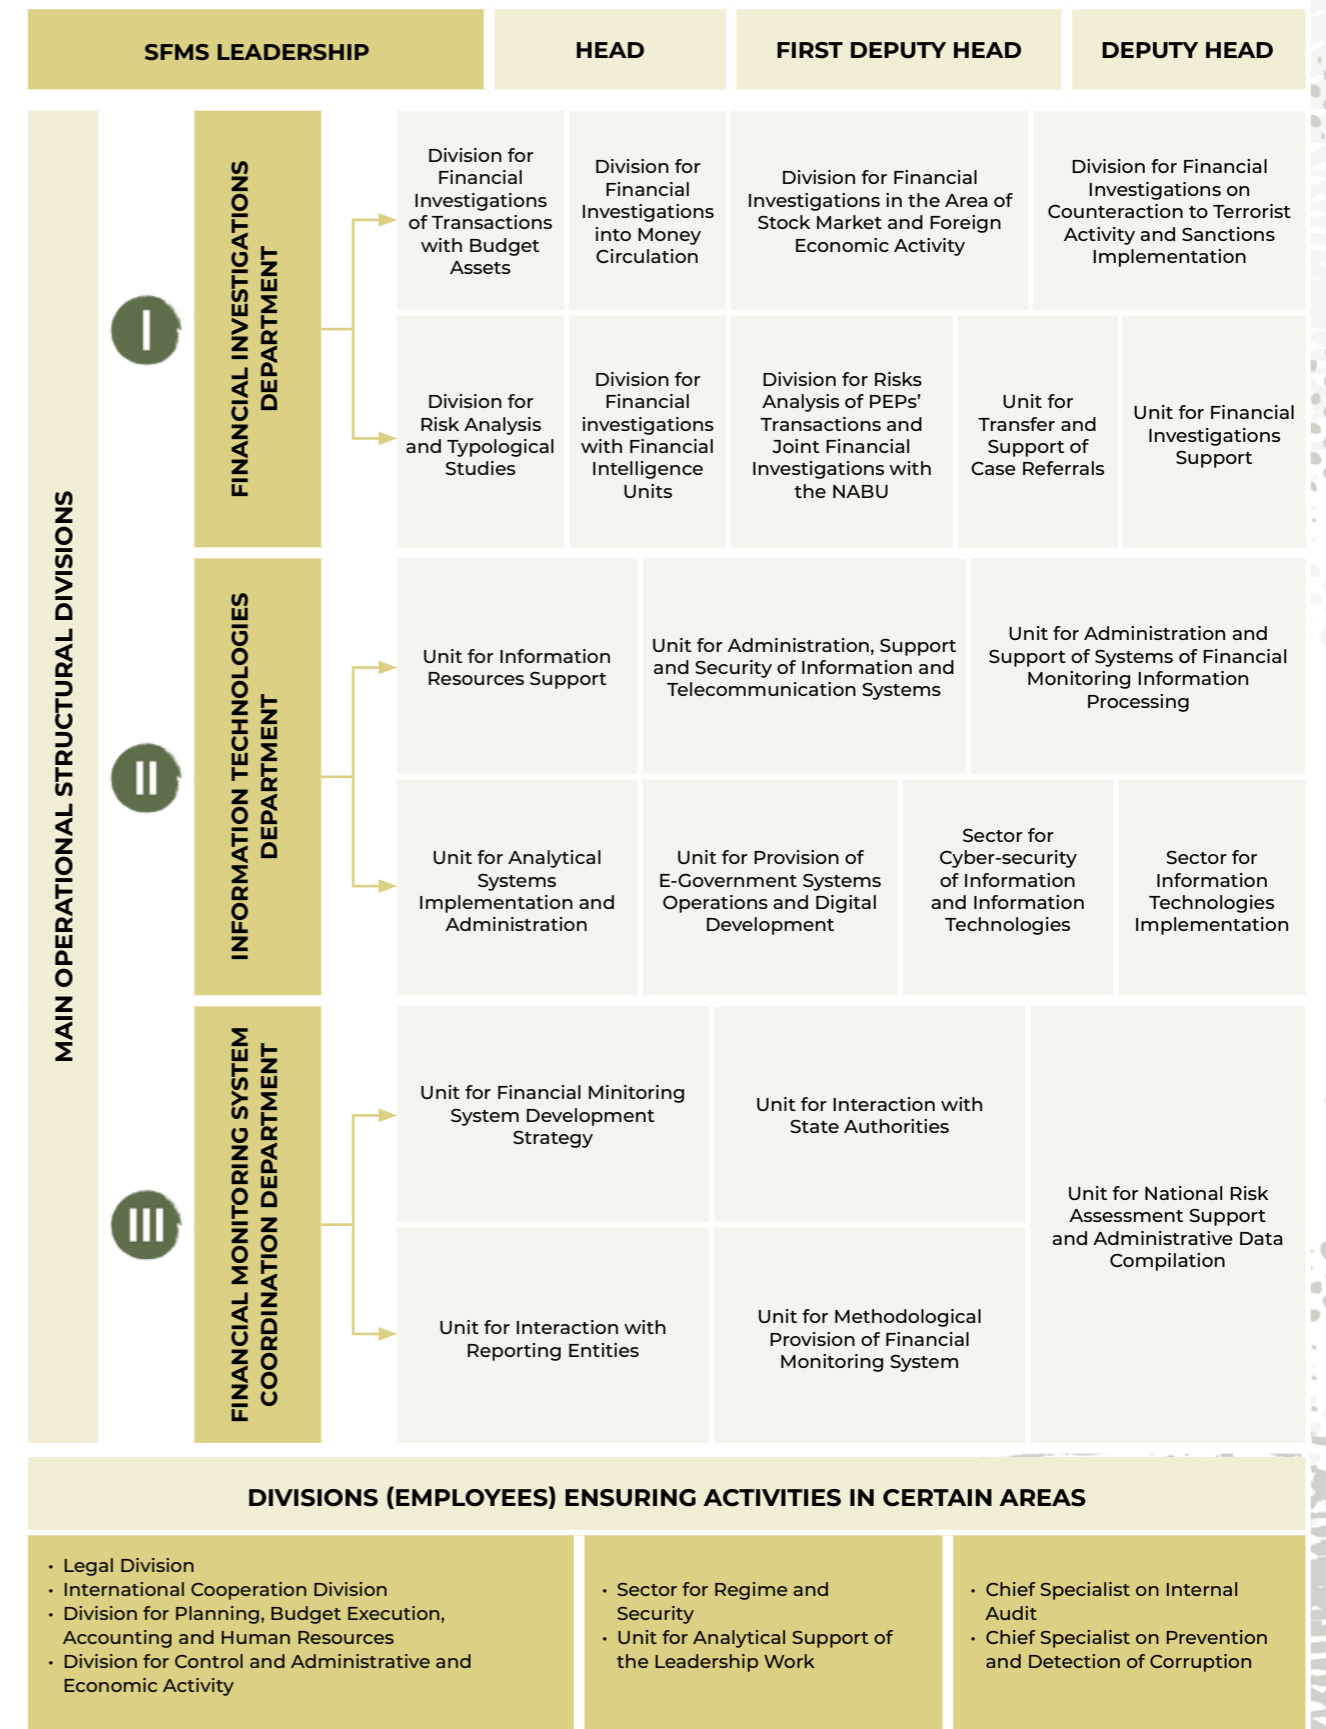 SFMS LEADERSHIP
HEAD
FIRST DEPUTY HEAD
DEPUTY HEAD
MAIN OPERATIONAL STRUCTURAL DIVISIONS
I
FINANCIAL INVESTIGATIONS
DEPARTMENT
Division for
Financial
Investigations
of Transactions
with Budget
Assets
Division for
Financial
Investigations
into Money
Circulation
Division for Financial
Investigations in the Area of
Stock Market and Foreign
Economic Activity
Division for Financial
Investigations on
Counteraction to Terrorist
Activity and Sanctions
Implementation
Division for
Risk Analysis
and Typological
Studies
Division for
Financial
investigations
with Financial
Intelligence
Units
Division for Risks
Analysis of PEPs’
Transactions and
Joint Financial
Investigations with
the NABU
Unit for
Transfer and
Support of
Case Referrals
Unit for Financial
Investigations
Support
II
INFORMATION TECHNOLOGIES
DEPARTMENT
Unit for Information
Resources Support
Unit for Administration, Support
and Security of Information and
Telecommunication Systems
Unit for Administration and
Support of Systems of Financial
Monitoring Information
Processing
Unit for Analytical
Systems
Implementation and
Administration
Unit for Provision of
E-Government Systems
Operations and Digital
Development
Sector for
Cyber-security
of Information
and Information
Technologies
Sector for
Information
Technologies
Implementation
III
FINANCIAL MONITORING SYSTEM
COORDINATION DEPARTMENT
Unit for Financial Minitoring
System Development
Strategy
Unit for Interaction with
State Authorities
Unit for National Risk
Assessment Support
and Administrative Data
Compilation
Unit for Interaction with
Reporting Entities
Unit for Methodological
Provision of Financial
Monitoring System
DIVISIONS (EMPLOYEES) ENSURING ACTIVITIES IN CERTAIN AREAS
• Legal Division
• International Cooperation Division
• Division for Planning, Budget Execution,
Accounting and Human Resources
• Division for Control and Administrative and
Economic Activity
• Sector for Regime and
Security
• Unit for Analytical Support of
the Leadership Work
• Chief Specialist on Internal
Audit
• Chief Specialist on Prevention
and Detection of Corruption